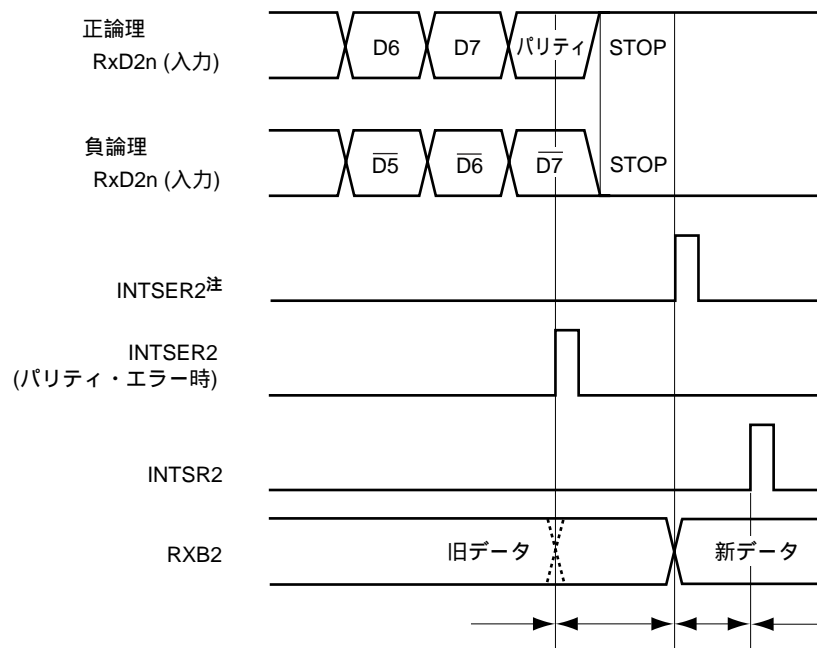 正論理
RxD2n (入力)
D6 D7 パリティ STOP
負論理
RxD2n (入力)
D5 D6 D7 STOP
INTSER2注
INTSER2
(パリティ・エラー時)
INTSR2
RXB2
旧データ 新データ